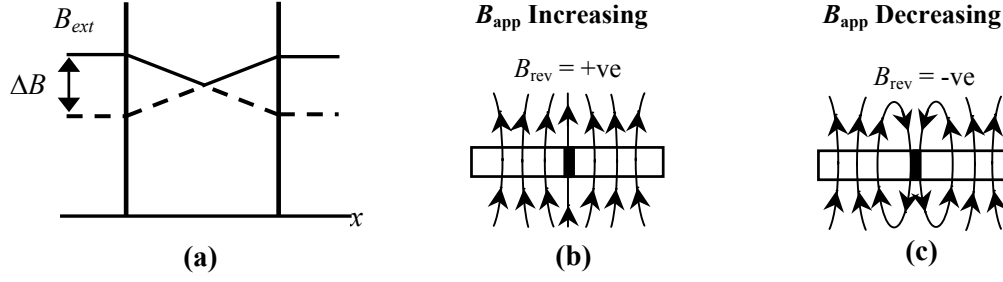 B_ext
ΔB
x
(a)
B_app Increasing
B_rev = +ve
(b)
B_app Decreasing
B_rev = -ve
(c)